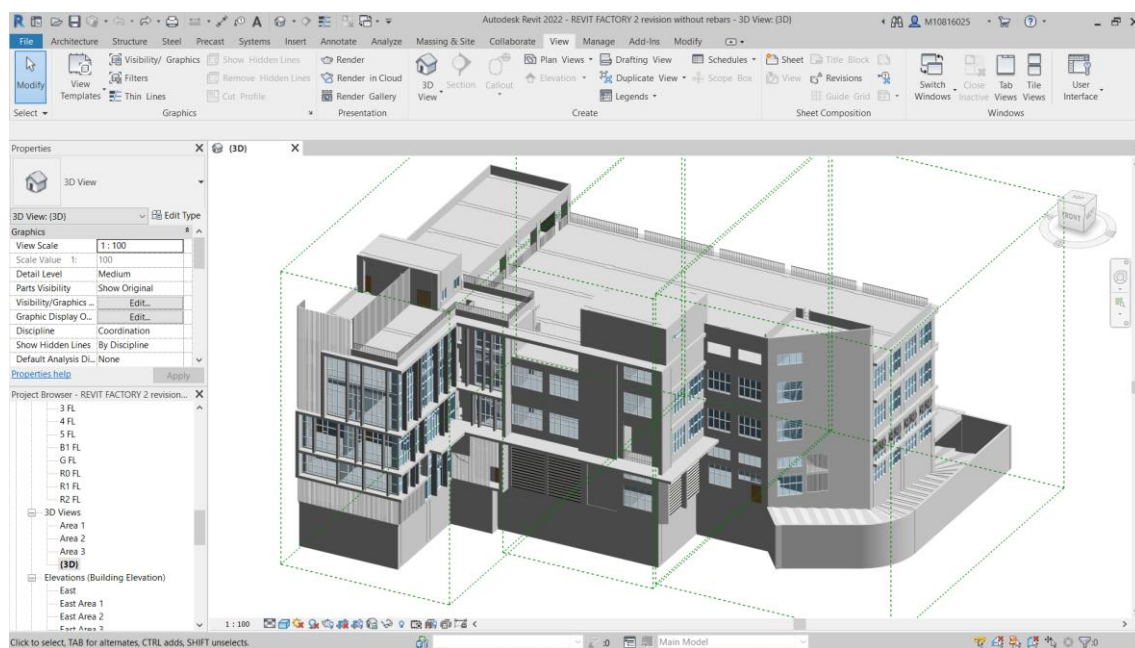 Autodesk Revit 2022 - REVIT FACTORY 2 revision without rebars - 3D View: {3D}
M10816025
File Architecture Structure Steel Precast Systems Insert Annotate Analyze Massing & Site Collaborate View Manage Add-Ins Modify
Modify
View Templates
Visibility/ Graphics
Filters
Thin Lines
Show Hidden Lines
Remove Hidden Lines
Cut Profile
Render
Render in Cloud
Render Gallery
3D View
Section
Callout
Plan Views
Elevation
Drafting View
Duplicate View
Legends
Schedules
Scope Box
Sheet
View
Title Block
Revisions
Guide Grid
Switch Windows
Close Inactive
Tab Views
Tile Views
User Interface
Select
Graphics
Presentation
Create
Sheet Composition
Windows
Properties
{3D}
3D View
3D View: {3D}
Edit Type
Graphics
View Scale 1 : 100
Scale Value 1: 100
Detail Level Medium
Parts Visibility Show Original
Visibility/Graphics ... Edit...
Graphic Display O... Edit...
Discipline Coordination
Show Hidden Lines By Discipline
Default Analysis Di... None
Properties help
Apply
Project Browser - REVIT FACTORY 2 revision...
3 FL
4 FL
5 FL
B1 FL
G FL
R0 FL
R1 FL
R2 FL
3D Views
Area 1
Area 2
Area 3
{3D}
Elevations (Building Elevation)
East
East Area 1
East Area 2
East Area 3
FRONT
1 : 100
Click to select, TAB for alternates, CTRL adds, SHIFT unselects.
:0
Main Model
:0